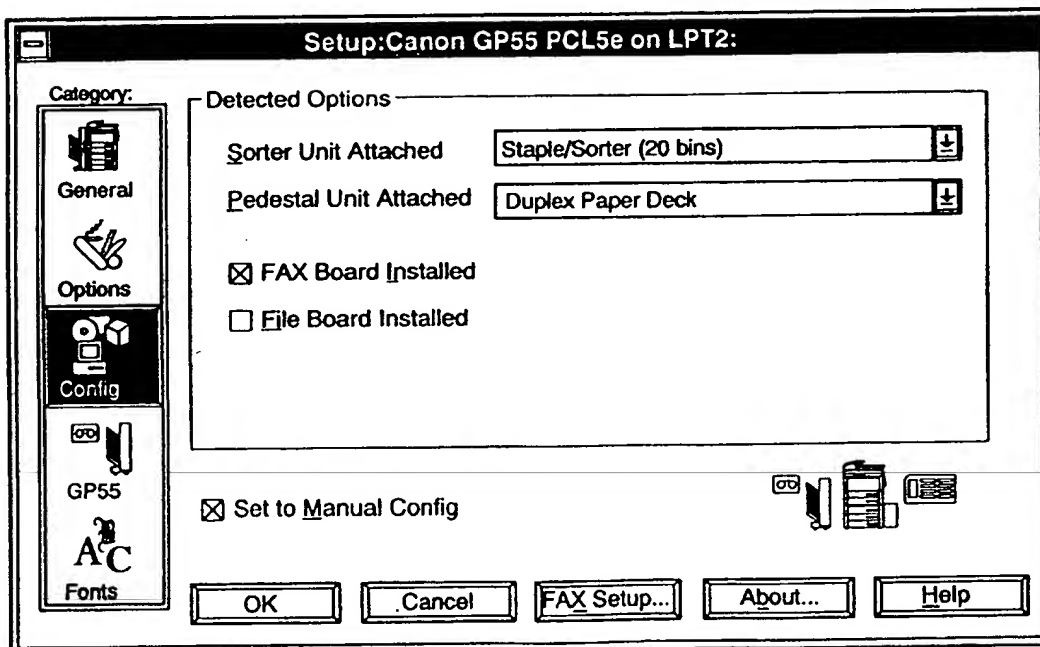 Setup:Canon GP55 PCL5e on LPT2:
Category:
General
Options
Config
GP55
Fonts
Detected Options
Sorter Unit Attached
Staple/Sorter (20 bins)
Pedestal Unit Attached
Duplex Paper Deck
FAX Board Installed
File Board Installed
Set to Manual Config
OK
Cancel
FAX Setup...
About...
Help